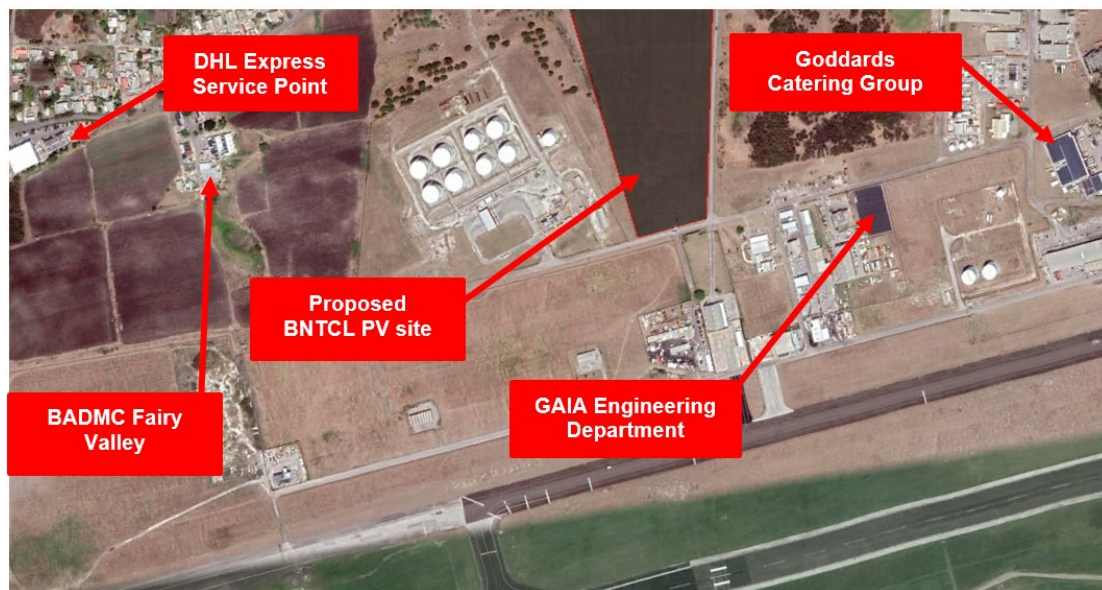 DHL Express
Service Point
Goddards
Catering Group
Proposed
BNTCL PV site
BADMC Fairy
Valley
GAIA Engineering
Department